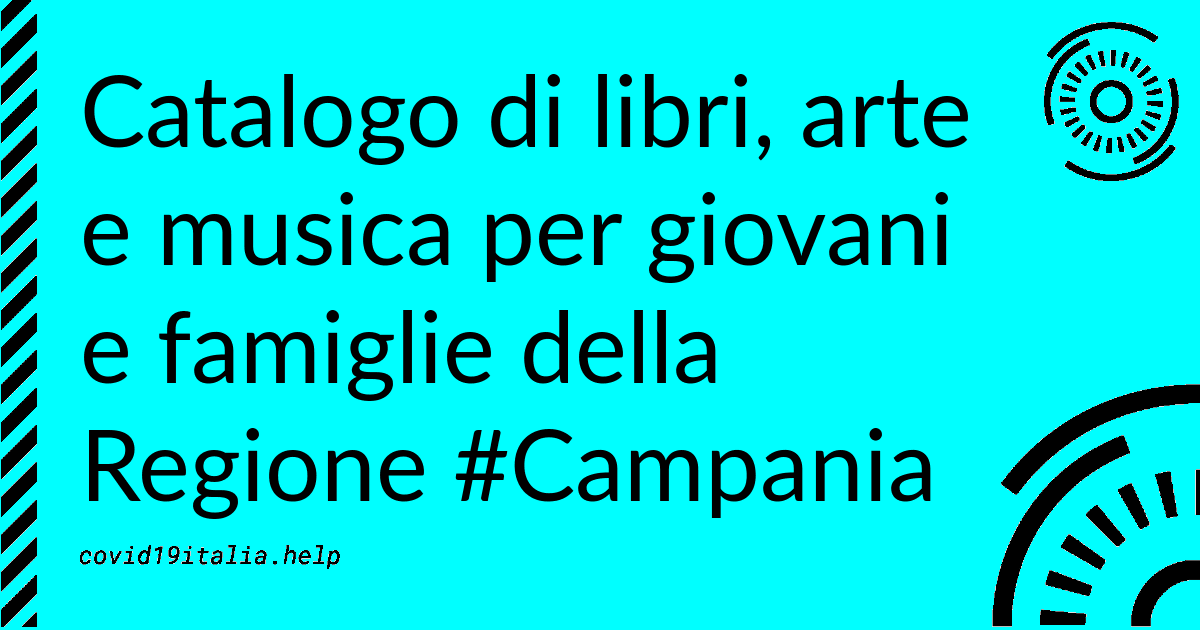 Catalogo di libri, arte
e musica per giovani
e famiglie della
Regione #Campania
covid19italia.help